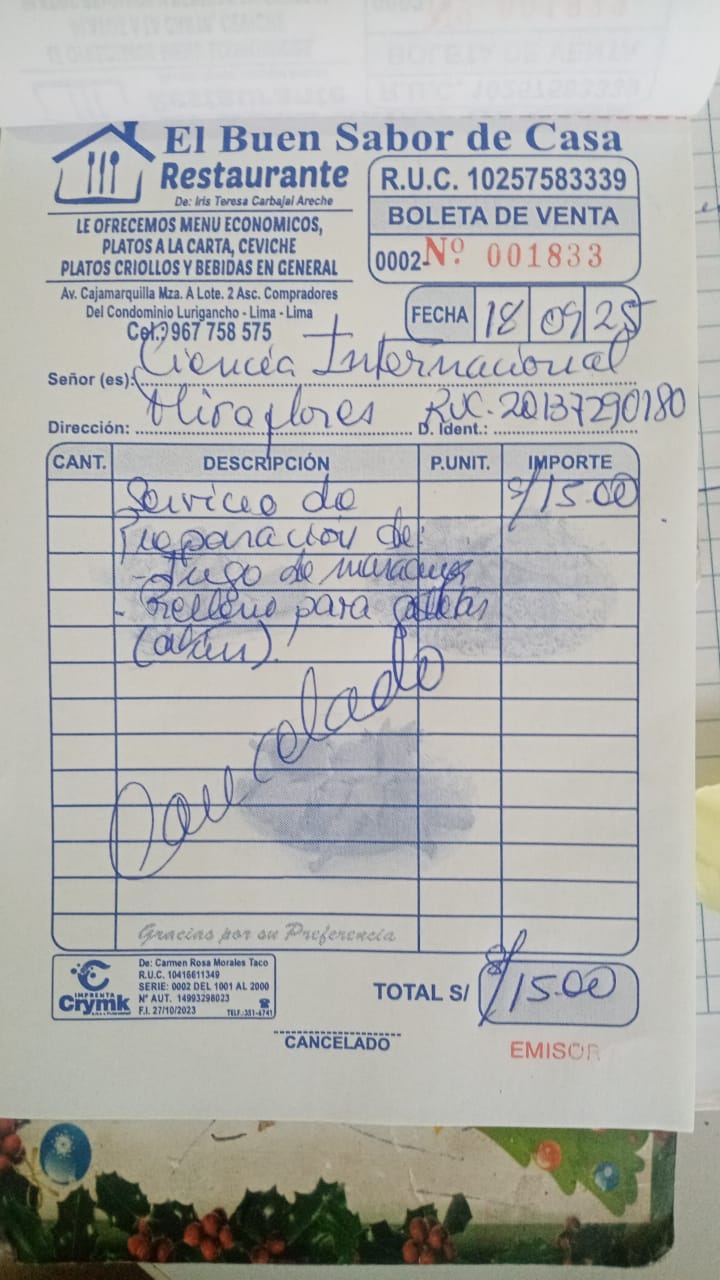 El Buen Sabor de Casa
Restaurante
De: Iris Teresa Carbajal Areche
LE OFRECEMOS MENU ECONOMICOS,
PLATOS A LA CARTA, CEVICHE
PLATOS CRIOLLOS Y BEBIDAS EN GENERAL
Av. Cajamarquilla Mza. A Lote. 2 Asc. Compradores
Del Condominio Lurigancho - Lima - Lima
Cel.: 967 758 575
R.U.C. 10257583339
BOLETA DE VENTA
0002- Nº 001833
FECHA 18 09 25
Señor (es): Ciencia Internacional
Dirección: Miraflores D. Ident.: RUC. 20137290180
CANT. DESCRIPCIÓN P.UNIT. IMPORTE
Servicio de S/15.00
Preparación de:
- Jugo de maracuya
- Relleno para galletas
(atún).
Cancelado
Gracias por su Preferencia
IMPRENTA
Crymk
De: Carmen Rosa Morales Taco
R.U.C. 10416611349
SERIE: 0002 DEL 1001 AL 2000
Nº AUT. 14993298023
F.I. 27/10/2023 TELF.: 351-4741
TOTAL S/ S/15.00
CANCELADO
EMISOR